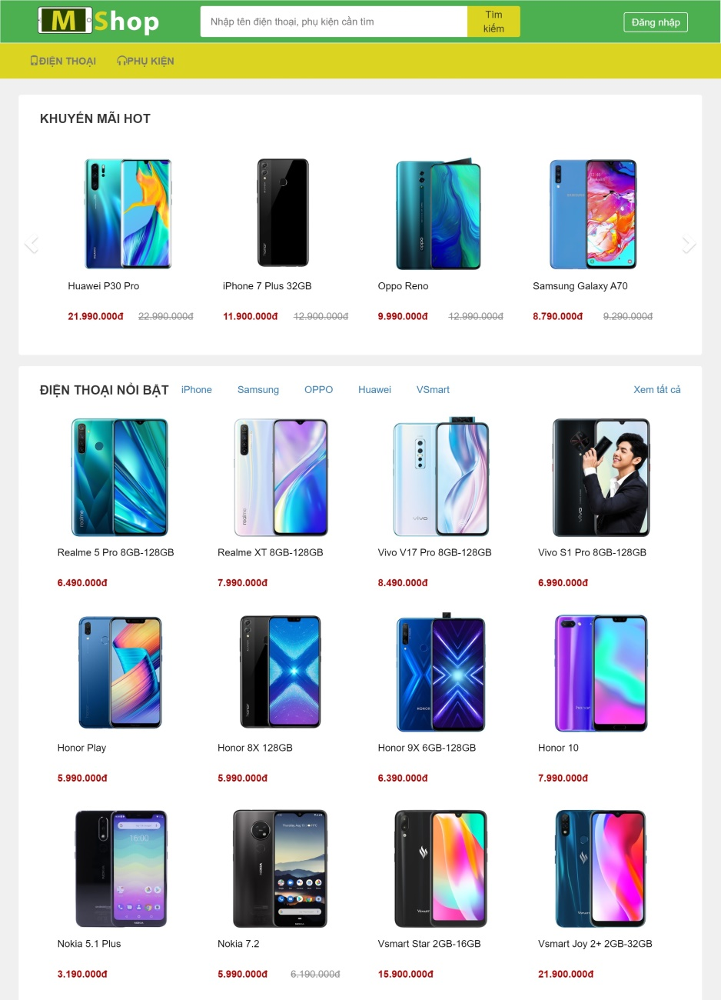 MShop
Nhập tên điện thoại, phụ kiện cần tìm
Tìm
kiếm
Đăng nhập
ĐIỆN THOẠI PHỤ KIỆN
KHUYẾN MÃI HOT
Huawei P30 Pro iPhone 7 Plus 32GB Oppo Reno Samsung Galaxy A70
21.990.000đ 22.990.000đ 11.900.000đ 12.900.000đ 9.990.000đ 12.990.000đ 8.790.000đ 9.290.000đ
ĐIỆN THOẠI NỔI BẬT iPhone Samsung OPPO Huawei VSmart Xem tất cả
Realme 5 Pro 8GB-128GB Realme XT 8GB-128GB Vivo V17 Pro 8GB-128GB Vivo S1 Pro 8GB-128GB
6.490.000đ 7.990.000đ 8.490.000đ 6.990.000đ
Honor Play Honor 8X 128GB Honor 9X 6GB-128GB Honor 10
5.990.000đ 5.990.000đ 6.390.000đ 7.990.000đ
Nokia 5.1 Plus Nokia 7.2 Vsmart Star 2GB-16GB Vsmart Joy 2+ 2GB-32GB
3.190.000đ 5.990.000đ 6.190.000đ 15.900.000đ 21.900.000đ